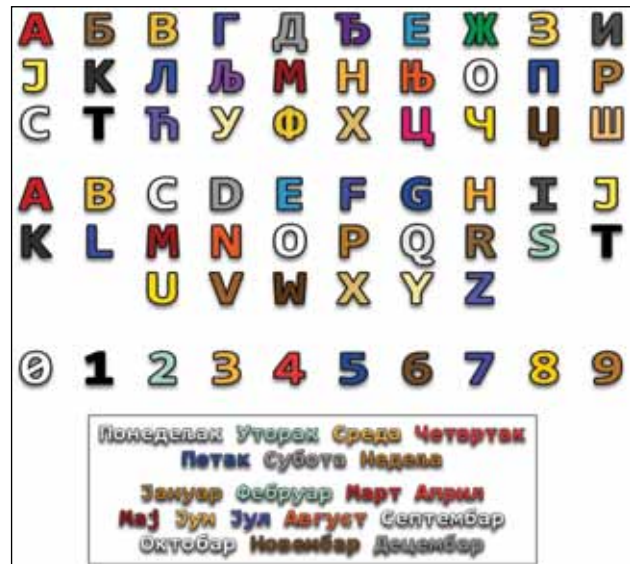 А Б В Г Д Ђ Е Ж З И
Ј К Л Љ М Н Њ О П Р
С Т Ћ У Ф Х Ц Ч Џ Ш
A B C D E F G H I J
K L M N O P Q R S T
U V W X Y Z
0 1 2 3 4 5 6 7 8 9
Понедељак Уторак Среда Четвртак
Петак Субота Недеља
Јануар Фебруар Март Април
Мај Јун Јул Август Септембар
Октобар Новембар Децембар